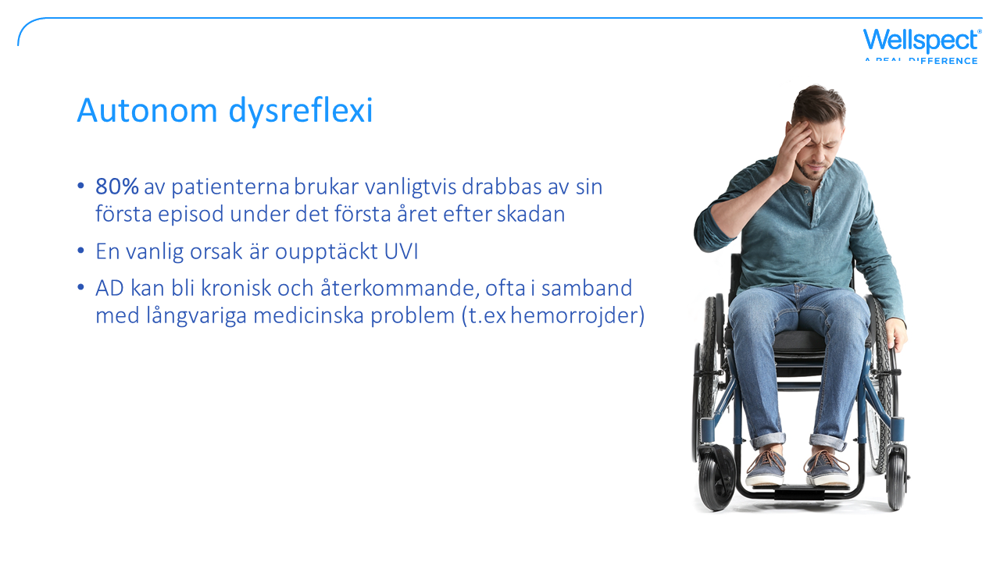 Wellspect®
A REAL DIFFERENCE
Autonom dysreflexi
• 80% av patienterna brukar vanligtvis drabbas av sin
första episod under det första året efter skadan
• En vanlig orsak är oupptäckt UVI
• AD kan bli kronisk och återkommande, ofta i samband
med långvariga medicinska problem (t.ex hemorrojder)